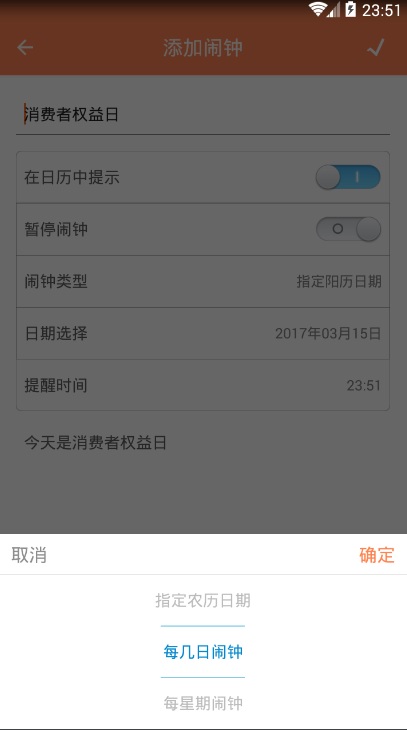 23:51
添加闹钟
消费者权益日
在日历中提示
暂停闹钟
闹钟类型 指定阳历日期
日期选择 2017年03月15日
提醒时间 23:51
今天是消费者权益日
取消 确定
指定农历日期
每几日闹钟
每星期闹钟